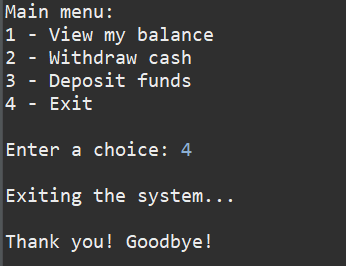 Main menu:
1 - View my balance
2 - Withdraw cash
3 - Deposit funds
4 - Exit
Enter a choice: 4
Exiting the system...
Thank you! Goodbye!